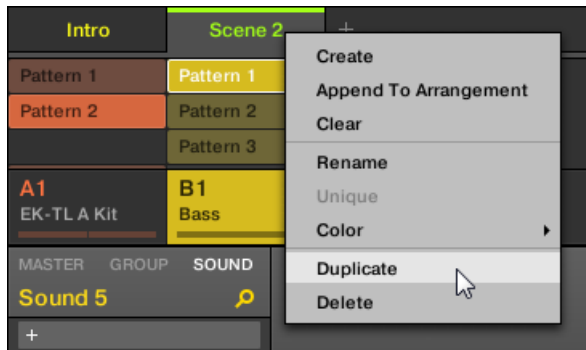 Intro
Scene 2
+
Pattern 1
Pattern 1
Pattern 2
Pattern 2
Pattern 3
A1
EK-TL A Kit
B1
Bass
MASTER GROUP SOUND
Sound 5
+
Create
Append To Arrangement
Clear
Rename
Unique
Color
Duplicate
Delete